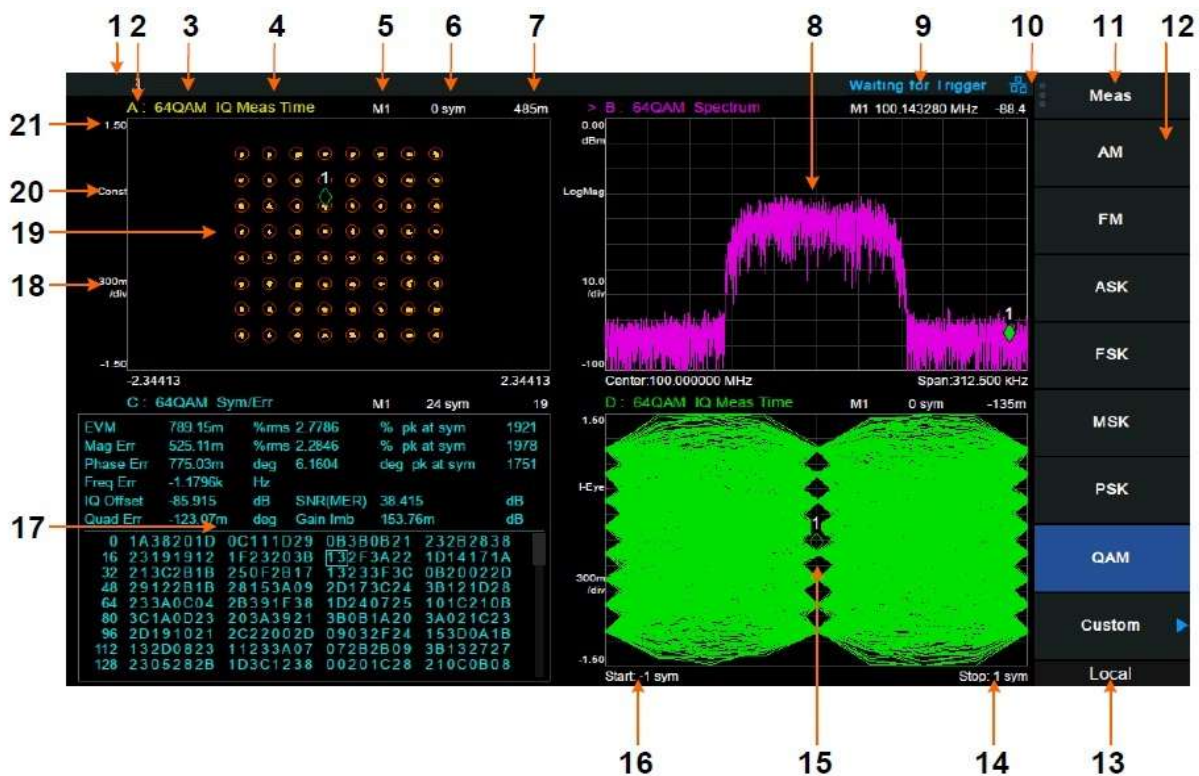 1 2 3 4 5 6 7 8 9 10 11 12
Waiting for Trigger
A : 64QAM IQ Meas Time M1 0 sym 485m
1.50
Const
300m
/div
-1.50
-2.34413 2.34413
1
> B : 64QAM Spectrum M1 100.143280 MHz -88.4
0.00
dBm
LogMag
10.0
/div
-100
1
Center:100.000000 MHz Span:312.500 kHz
C : 64QAM Sym/Err M1 24 sym 19
EVM 789.15m %rms 2.7786 % pk at sym 1921
Mag Err 525.11m %rms 2.2846 % pk at sym 1978
Phase Err 775.03m deg 6.1604 deg pk at sym 1751
Freq Err -1.1796k Hz
IQ Offset -85.915 dB SNR(MER) 38.415 dB
Quad Err -123.07m deg Gain Imb 153.76m dB
0 1A38201D 0C111D29 0B3B0B21 232B2838
16 23191912 1F23203B 132F3A22 1D14171A
32 213C2B1B 250F2B17 13233F3C 0B20022D
48 29122B1B 28153A09 2D173C24 3B121D28
64 233A0C04 2B391F38 1D240725 101C210B
80 3C1A0D23 203A3921 3B0B1A20 3A021C23
96 2D191021 2C22002D 09032F24 153D0A1B
112 132D0823 11233A07 072B2B09 3B132727
128 2305282B 1D3C1238 00201C28 210C0B08
D : 64QAM IQ Meas Time M1 0 sym -135m
1.50
I-Eye
300m
/div
-1.50
1
Start: -1 sym Stop: 1 sym
Meas
AM
FM
ASK
FSK
MSK
PSK
QAM
Custom
Local
21
20
19
18
17
16 15 14 13